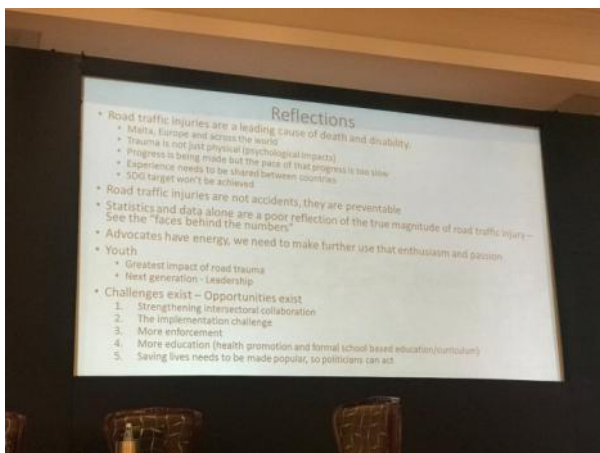 Reflections
• Road traffic injuries are a leading cause of death and disability.
• Malta, Europe and across the world
• Trauma is not just physical (psychological impacts)
• Progress is being made but the pace of that progress is too slow
• Experience needs to be shared between countries
• SDG target won't be achieved
• Road traffic injuries are not accidents, they are preventable
• Statistics and data alone are a poor reflection of the true magnitude of road traffic injury –
See the "faces behind the numbers"
• Advocates have energy, we need to make further use that enthusiasm and passion
• Youth
• Greatest impact of road trauma
• Next generation - Leadership
• Challenges exist – Opportunities exist
1. Strengthening intersectoral collaboration
2. The implementation challenge
3. More enforcement
4. More education (health promotion and formal school based education/curriculum)
5. Saving lives needs to be made popular, so politicians can act